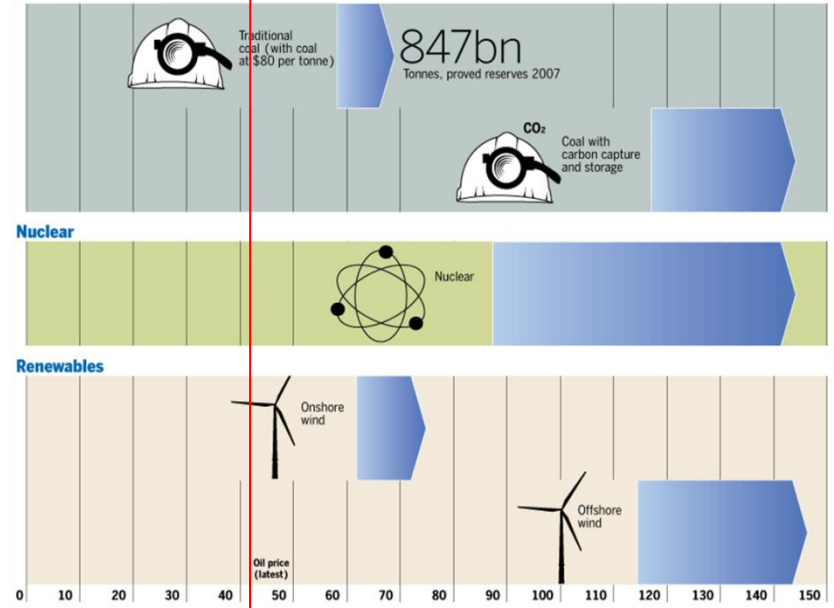 Traditional
coal (with coal
at $80 per tonne)
847bn
Tonnes, proved reserves 2007
CO₂
Coal with
carbon capture
and storage
Nuclear
Nuclear
Renewables
Onshore
wind
Offshore
wind
Oil price
(latest)
0 10 20 30 40 50 60 70 80 90 100 110 120 130 140 150